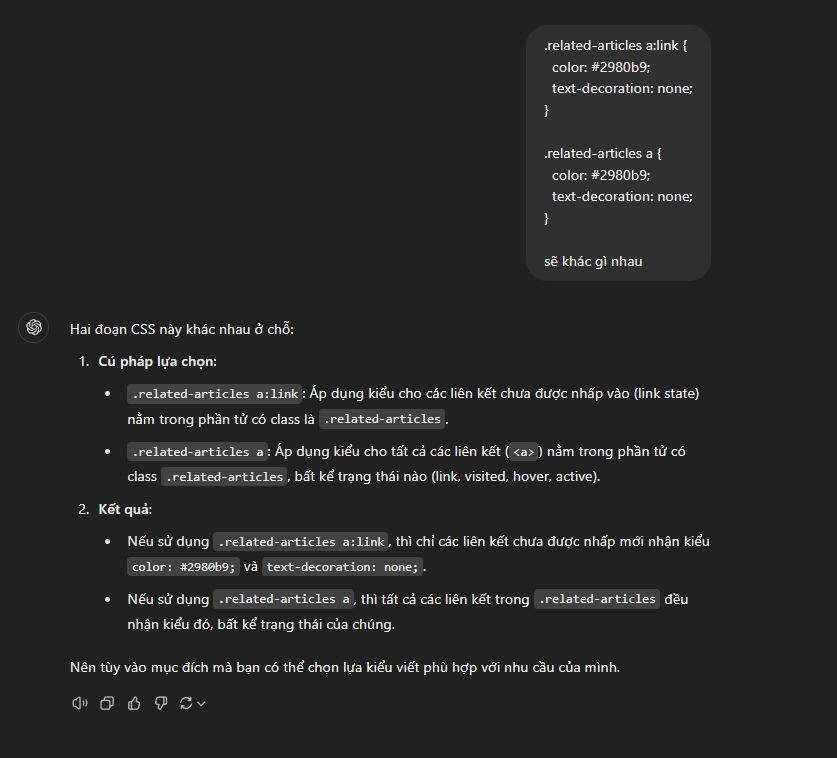 .related-articles a:link {
color: #2980b9;
text-decoration: none;
}
.related-articles a {
color: #2980b9;
text-decoration: none;
}
sẽ khác gì nhau
Hai đoạn CSS này khác nhau ở chỗ:
1. Cú pháp lựa chọn:
• .related-articles a:link: Áp dụng kiểu cho các liên kết chưa được nhấp vào (link state)
nằm trong phần tử có class là .related-articles.
• .related-articles a: Áp dụng kiểu cho tất cả các liên kết (<a>) nằm trong phần tử có
class .related-articles, bất kể trạng thái nào (link, visited, hover, active).
2. Kết quả:
• Nếu sử dụng .related-articles a:link, thì chỉ các liên kết chưa được nhấp mới nhận kiểu
color: #2980b9; và text-decoration: none;.
• Nếu sử dụng .related-articles a, thì tất cả các liên kết trong .related-articles đều
nhận kiểu đó, bất kể trạng thái của chúng.
Nên tùy vào mục đích mà bạn có thể chọn lựa kiểu viết phù hợp với nhu cầu của mình.